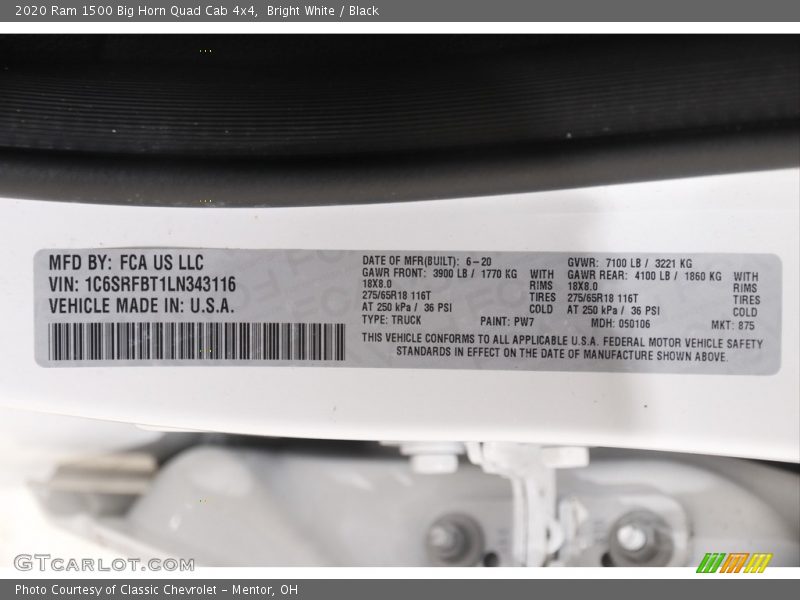 2020 Ram 1500 Big Horn Quad Cab 4x4,  Bright White / Black
MFD BY: FCA US LLC
VIN: 1C6SRFBT1LN343116
VEHICLE MADE IN: U.S.A.
DATE OF MFR(BUILT): 6-20
GAWR FRONT: 3900 LB / 1770 KG WITH
18X8.0 RIMS
275/65R18 116T TIRES
AT 250 kPa / 36 PSI COLD
TYPE: TRUCK PAINT: PW7
GVWR: 7100 LB / 3221 KG
GAWR REAR: 4100 LB / 1860 KG WITH
18X8.0 RIMS
275/65R18 116T TIRES
AT 250 kPa / 36 PSI COLD
MDH: 050106 MKT: 875
THIS VEHICLE CONFORMS TO ALL APPLICABLE U.S.A. FEDERAL MOTOR VEHICLE SAFETY
STANDARDS IN EFFECT ON THE DATE OF MANUFACTURE SHOWN ABOVE.
GTCARLOT.COM
Photo Courtesy of Classic Chevrolet - Mentor, OH